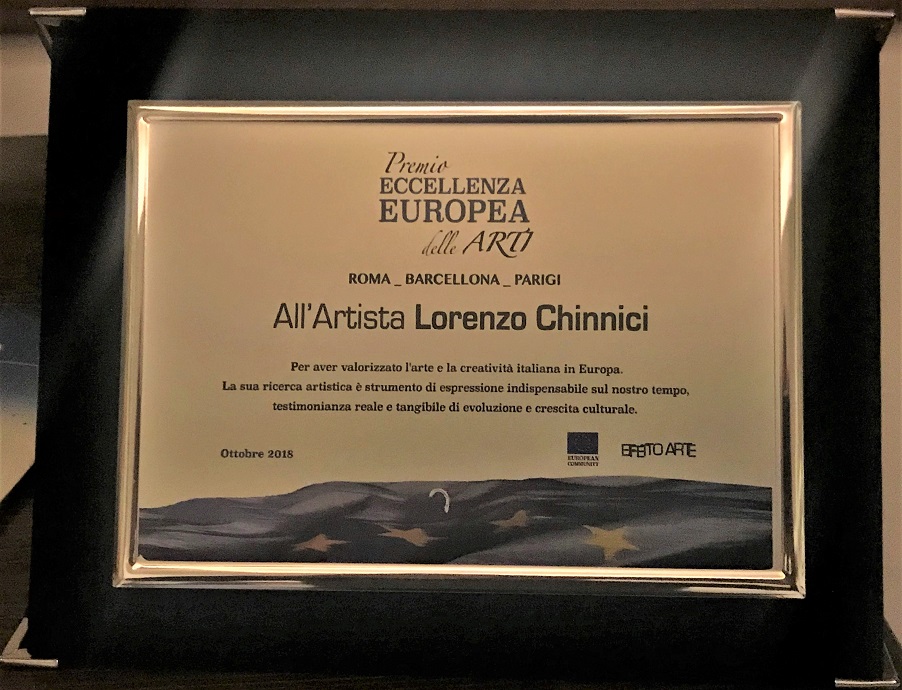 Premio
ECCELLENZA
EUROPEA
delle ARTI
ROMA _ BARCELLONA _ PARIGI
All'Artista Lorenzo Chinnici
Per aver valorizzato l'arte e la creatività italiana in Europa.
La sua ricerca artistica è strumento di espressione indispensabile sul nostro tempo,
testimonianza reale e tangibile di evoluzione e crescita culturale.
Ottobre 2018
EUROPEAN
COMMUNITY
EFFETTO ARTE